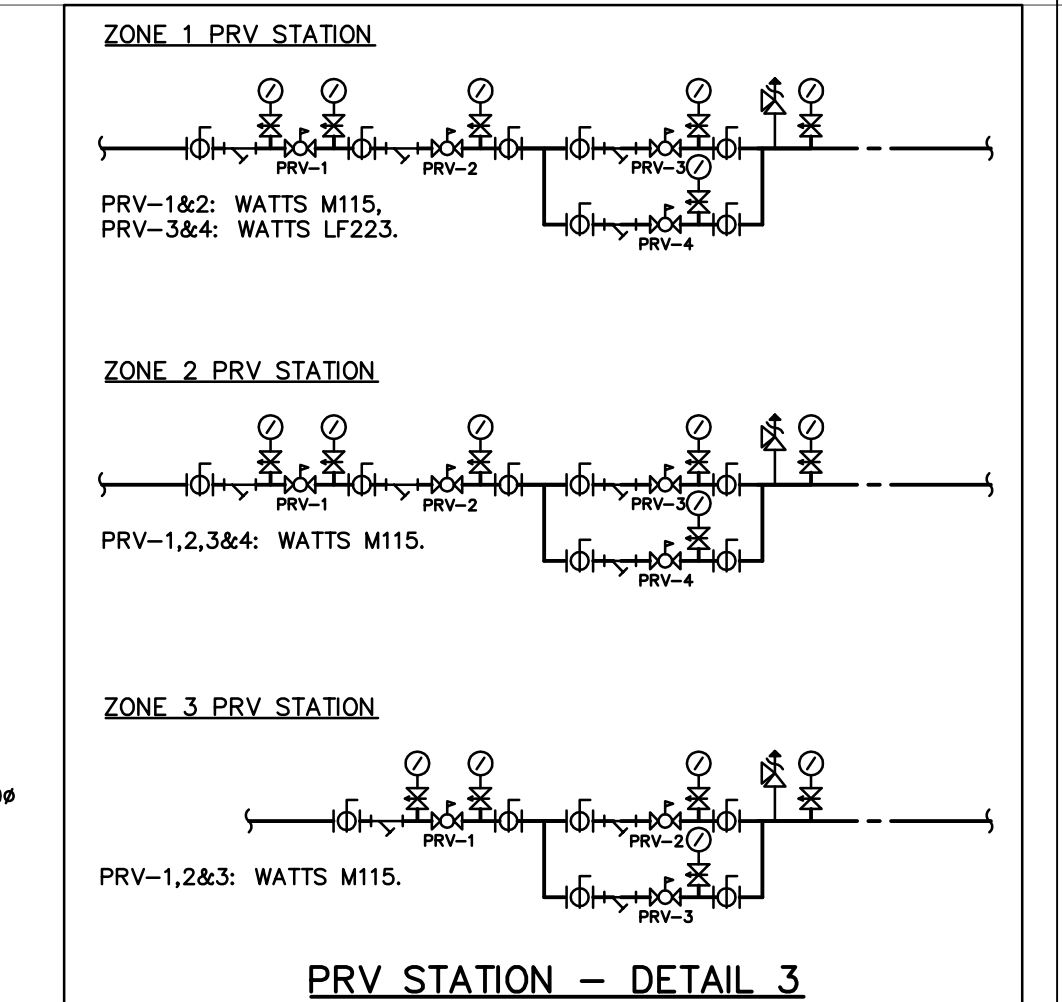 ZONE 1 PRV STATION
PRV-1
PRV-2
PRV-3
PRV-4
PRV-1&2: WATTS M115,
PRV-3&4: WATTS LF223.
ZONE 2 PRV STATION
PRV-1
PRV-2
PRV-3
PRV-4
PRV-1,2,3&4: WATTS M115.
ZONE 3 PRV STATION
PRV-1
PRV-2
PRV-3
PRV-1,2&3: WATTS M115.
PRV STATION - DETAIL 3